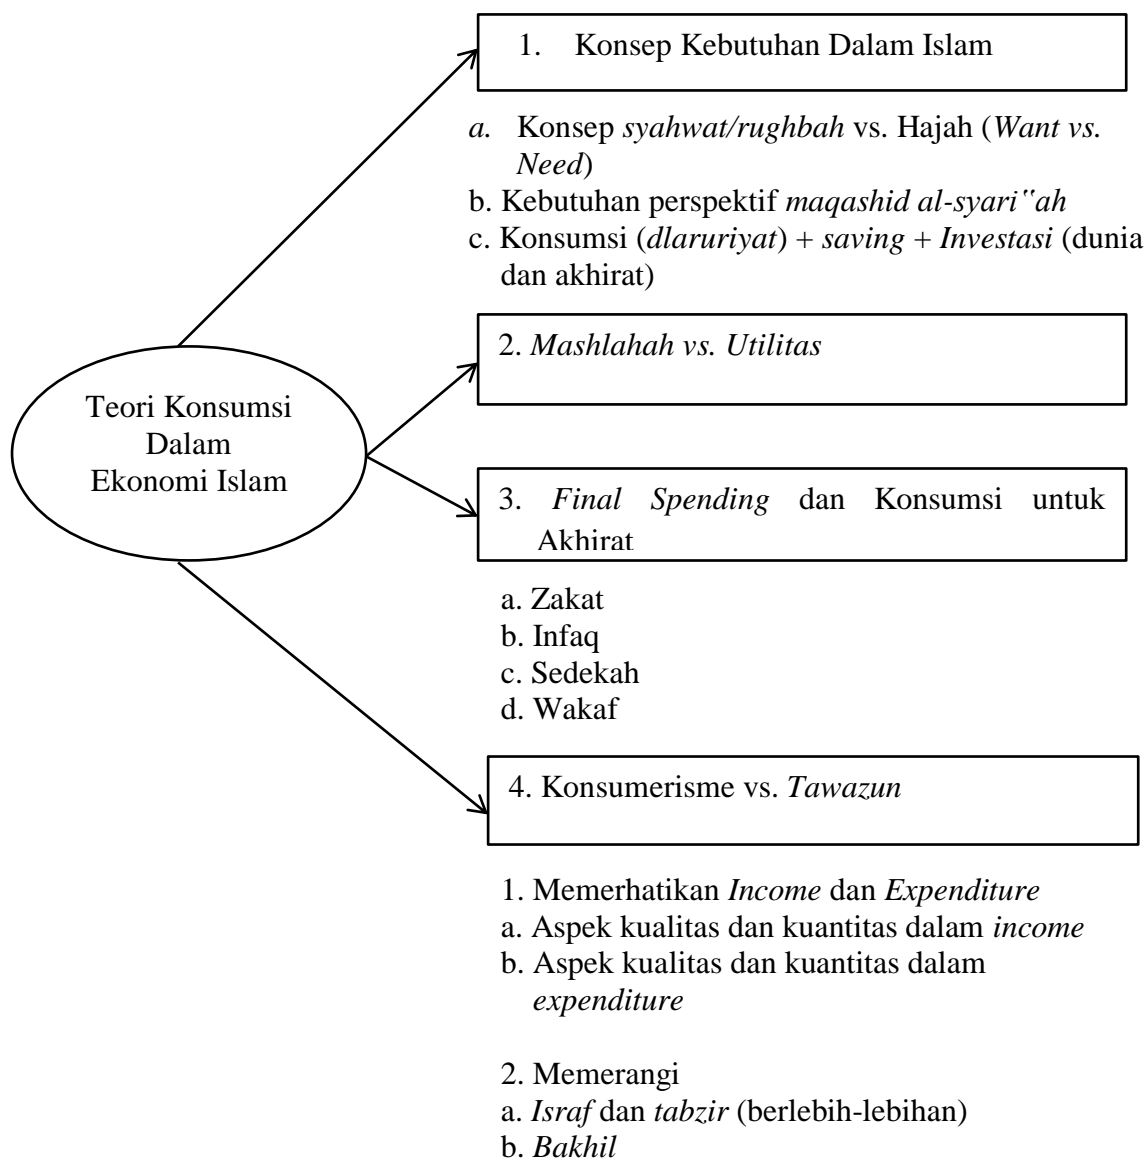 1. Konsep Kebutuhan Dalam Islam
a. Konsep syahwat/rughbah vs. Hajah (Want vs.
Need)
b. Kebutuhan perspektif maqashid al-syari‟ah
c. Konsumsi (dlaruriyat) + saving + Investasi (dunia
dan akhirat)
2. Mashlahah vs. Utilitas
Teori Konsumsi
Dalam
Ekonomi Islam
3. Final Spending dan Konsumsi untuk
Akhirat
a. Zakat
b. Infaq
c. Sedekah
d. Wakaf
4. Konsumerisme vs. Tawazun
1. Memerhatikan Income dan Expenditure
a. Aspek kualitas dan kuantitas dalam income
b. Aspek kualitas dan kuantitas dalam
expenditure
2. Memerangi
a. Israf dan tabzir (berlebih-lebihan)
b. Bakhil